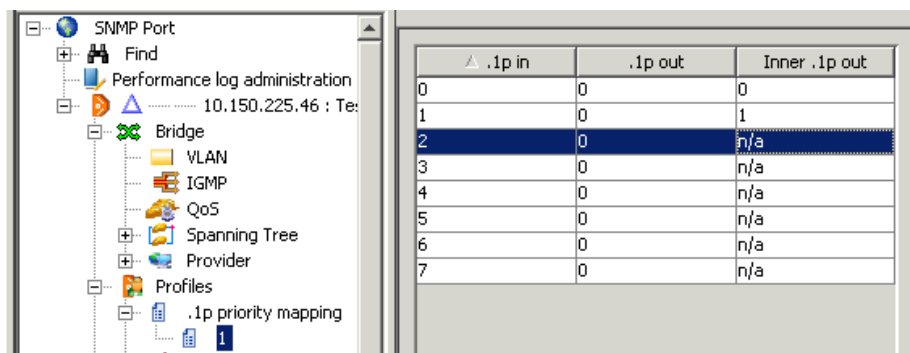 SNMP Port
Find
Performance log administration
10.150.225.46 : Te
Bridge
VLAN
IGMP
QoS
Spanning Tree
Provider
Profiles
.1p priority mapping
1
.1p in .1p out Inner .1p out
0 0 0
1 0 1
2 0 n/a
3 0 n/a
4 0 n/a
5 0 n/a
6 0 n/a
7 0 n/a